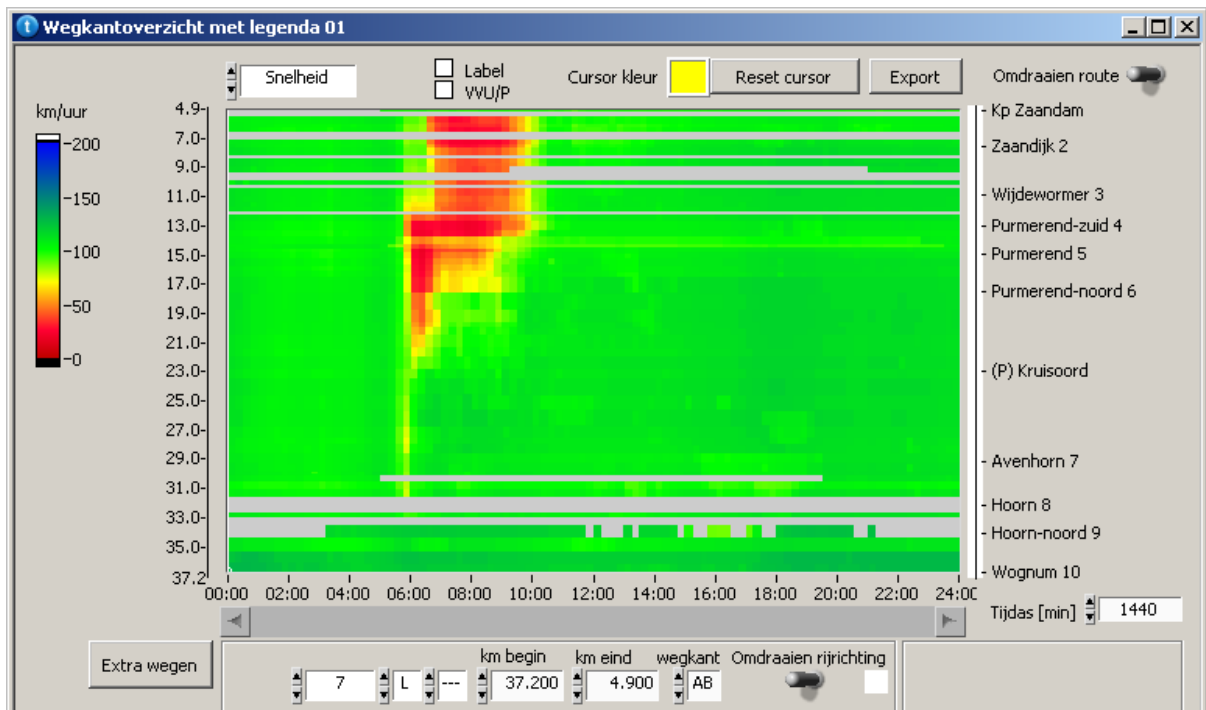 Wegkantoverzicht met legenda 01
Snelheid
Label
VVU/P
Cursor kleur
Reset cursor
Export
Omdraaien route
km/uur
200
150
100
50
0
4.9
7.0
9.0
11.0
13.0
15.0
17.0
19.0
21.0
23.0
25.0
27.0
29.0
31.0
33.0
35.0
37.2
Kp Zaandam
Zaandijk 2
Wijdewormer 3
Purmerend-zuid 4
Purmerend 5
Purmerend-noord 6
(P) Kruisoord
Avenhorn 7
Hoorn 8
Hoorn-noord 9
Wognum 10
00:00 02:00 04:00 06:00 08:00 10:00 12:00 14:00 16:00 18:00 20:00 22:00 24:00
Tijdas [min] 1440
Extra wegen
km begin km eind wegkant Omdraaien rijrichting
7 L --- 37.200 4.900 AB